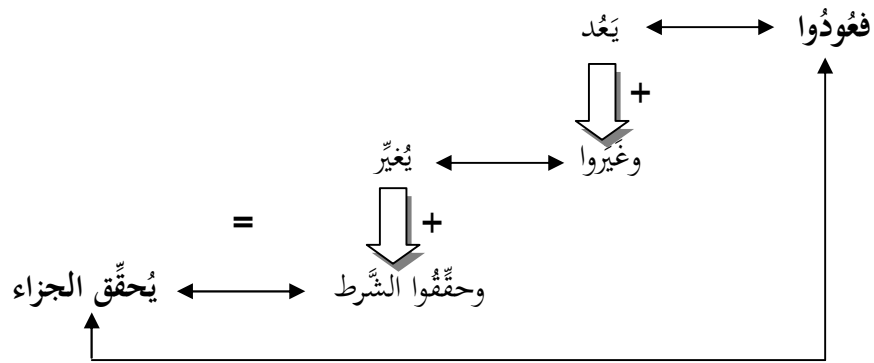 فعُودُوا يَعُد
+
وغَيِّروا يُغيِّر
= +
وحقِّقُوا الشَّرط يُحقِّق الجزاء